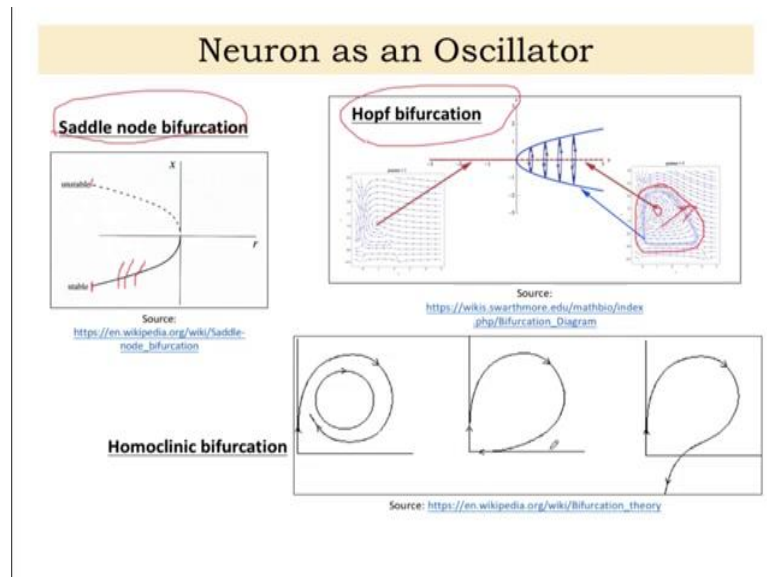 Neuron as an Oscillator
Saddle node bifurcation
x
unstable
r
stable
Source:
https://en.wikipedia.org/wiki/Saddle-
node_bifurcation
Hopf bifurcation
Source:
https://wikis.swarthmore.edu/mathbio/index
.php/Bifurcation_Diagram
Homoclinic bifurcation
Source: https://en.wikipedia.org/wiki/Bifurcation_theory